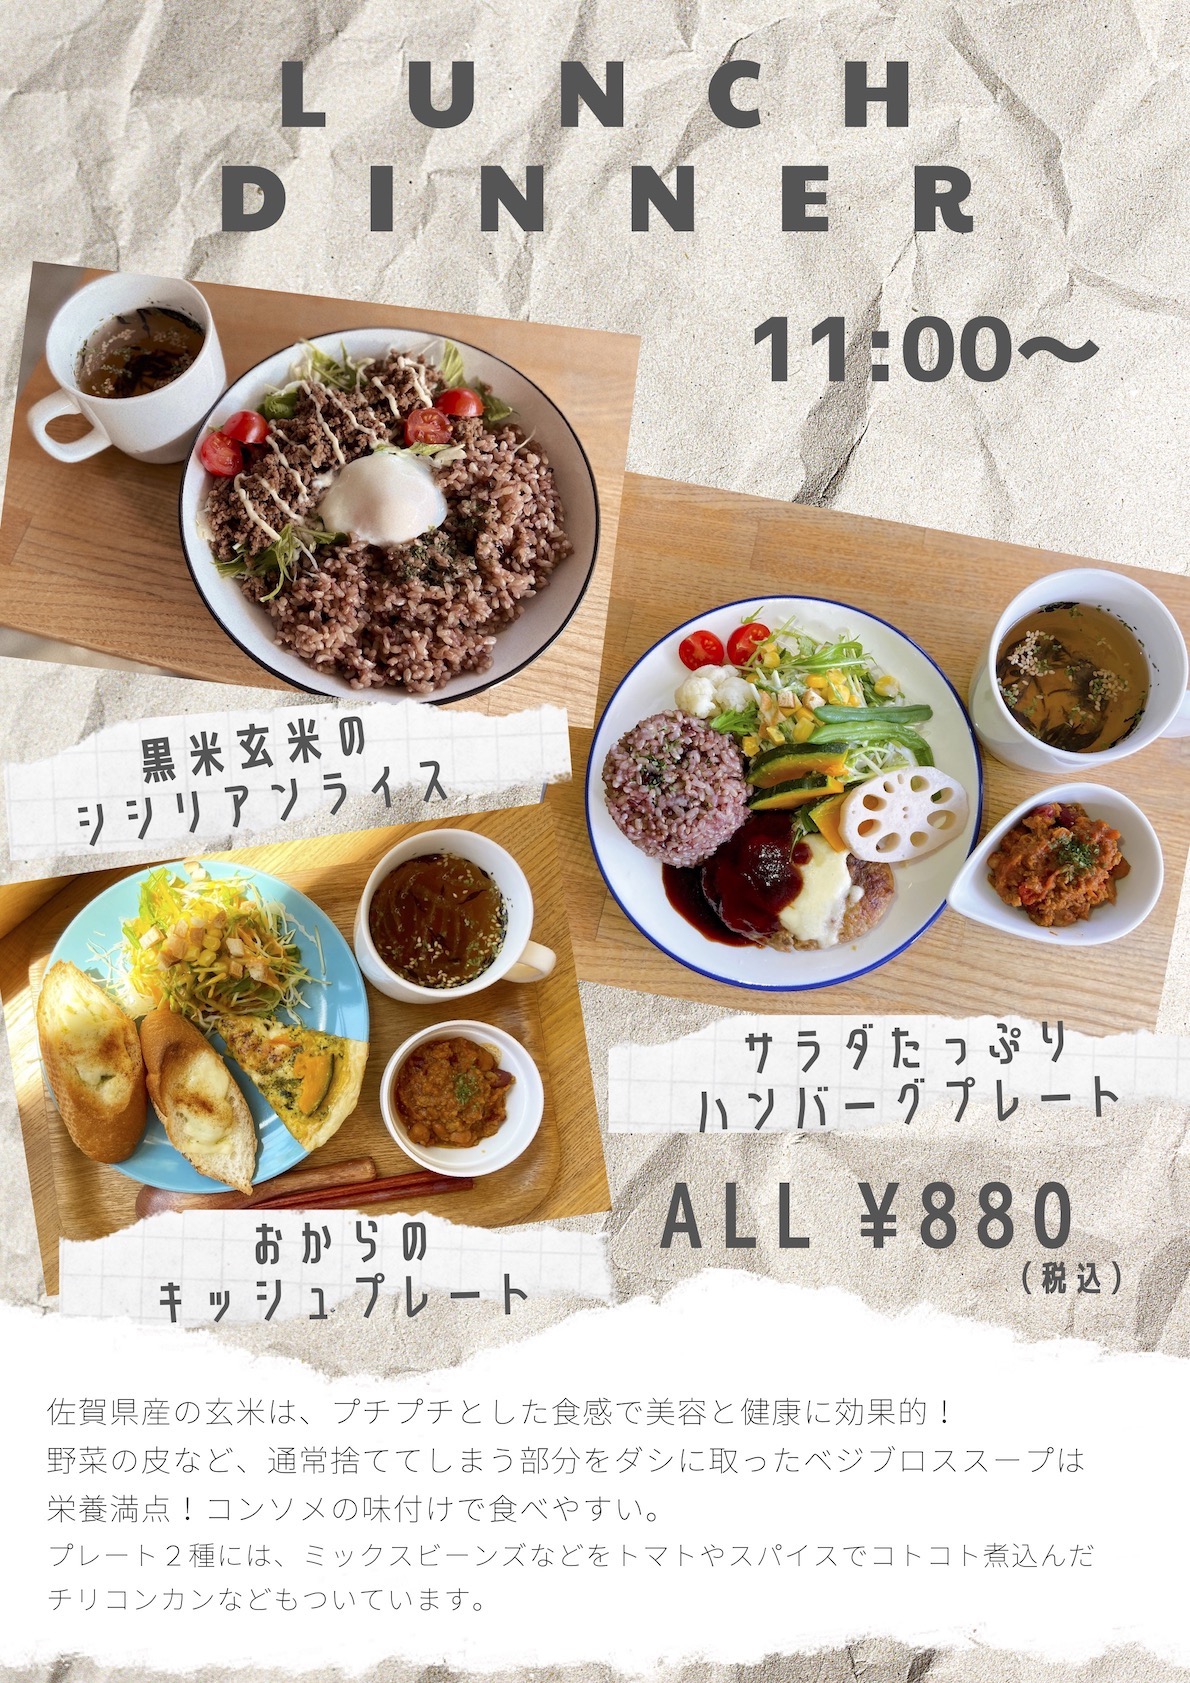 LUNCH
DINNER
11:00〜
黒米玄米の
シシリアンライス
サラダたっぷり
ハンバーグプレート
おからの
キッシュプレート
ALL ¥880
(税込)
佐賀県産の玄米は、プチプチとした食感で美容と健康に効果的！
野菜の皮など、通常捨ててしまう部分をダシに取ったベジブロススープは
栄養満点！コンソメの味付けで食べやすい。
プレート２種には、ミックスビーンズなどをトマトやスパイスでコトコト煮込んだ
チリコンカンなどもついています。